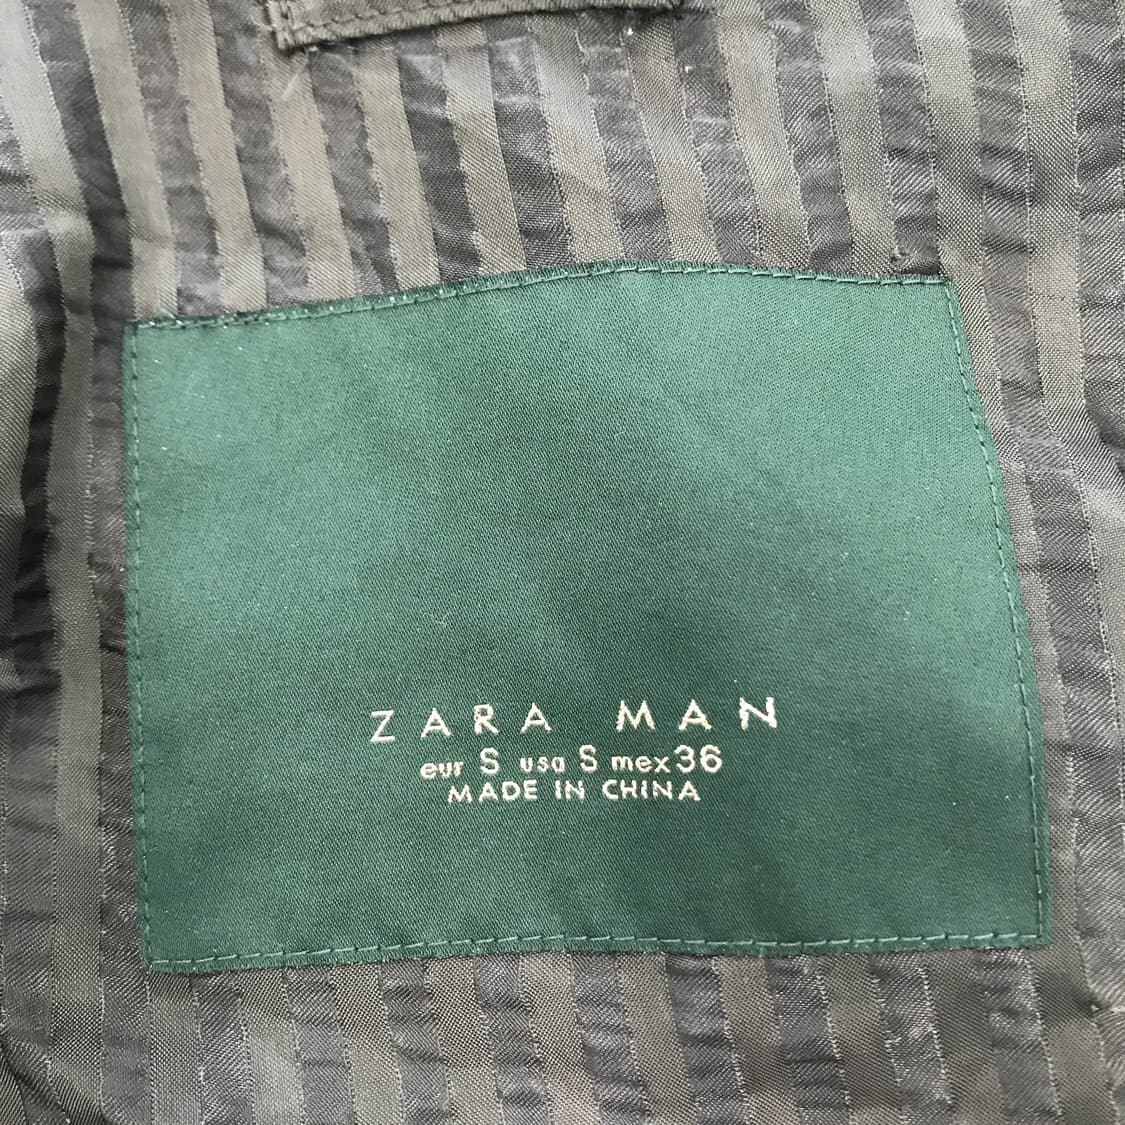 ZARA MAN
eur S usa S mex 36
MADE IN CHINA